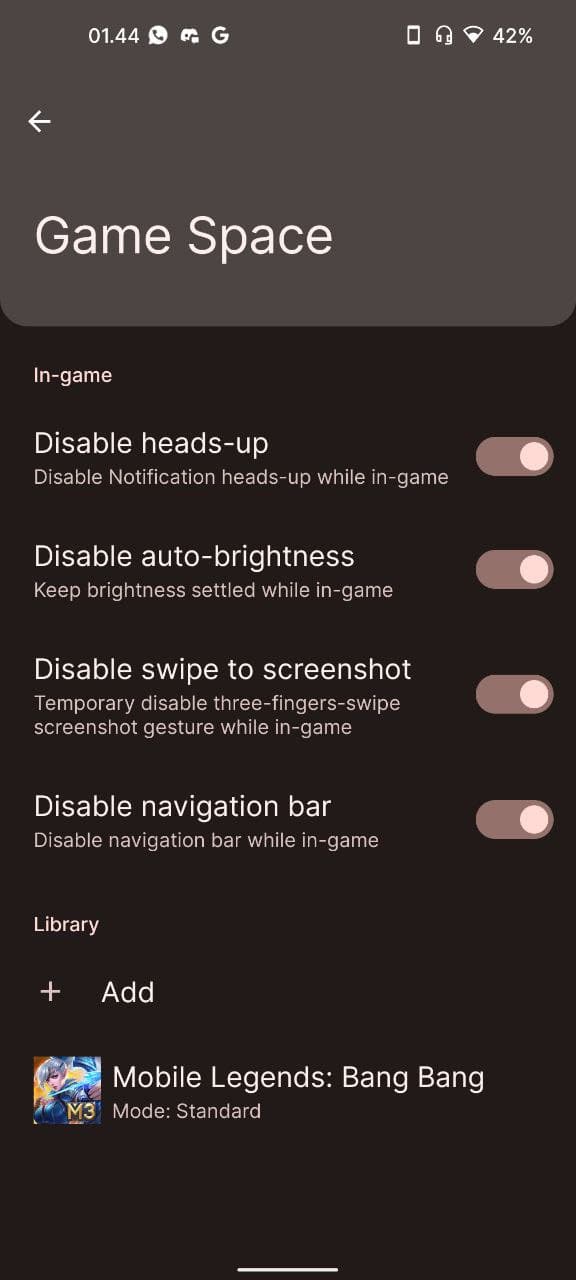 01.44 42%
Game Space
In-game
Disable heads-up
Disable Notification heads-up while in-game
Disable auto-brightness
Keep brightness settled while in-game
Disable swipe to screenshot
Temporary disable three-fingers-swipe
screenshot gesture while in-game
Disable navigation bar
Disable navigation bar while in-game
Library
+ Add
Mobile Legends: Bang Bang
M3
Mode: Standard